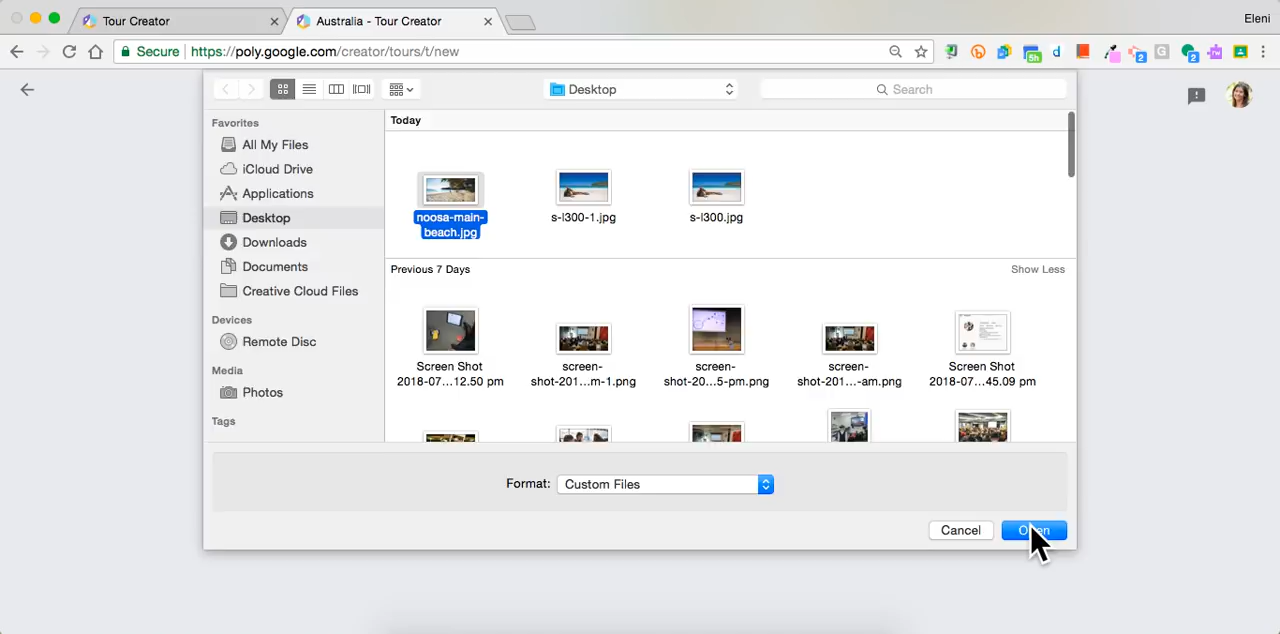 Tour Creator
Australia - Tour Creator
Eleni
Secure
https://poly.google.com/creator/tours/t/new
5h
d
2
G
2
rw
Desktop
Search
Favorites
All My Files
iCloud Drive
Applications
Desktop
Downloads
Documents
Creative Cloud Files
Devices
Remote Disc
Media
Photos
Tags
Today
noosa-main-
beach.jpg
s-l300-1.jpg
s-l300.jpg
Previous 7 Days
Show Less
Screen Shot
2018-07...12.50 pm
screen-
shot-201...m-1.png
screen-
shot-20...5-pm.png
screen-
shot-201...-am.png
Screen Shot
2018-07...45.09 pm
Format:
Custom Files
Cancel